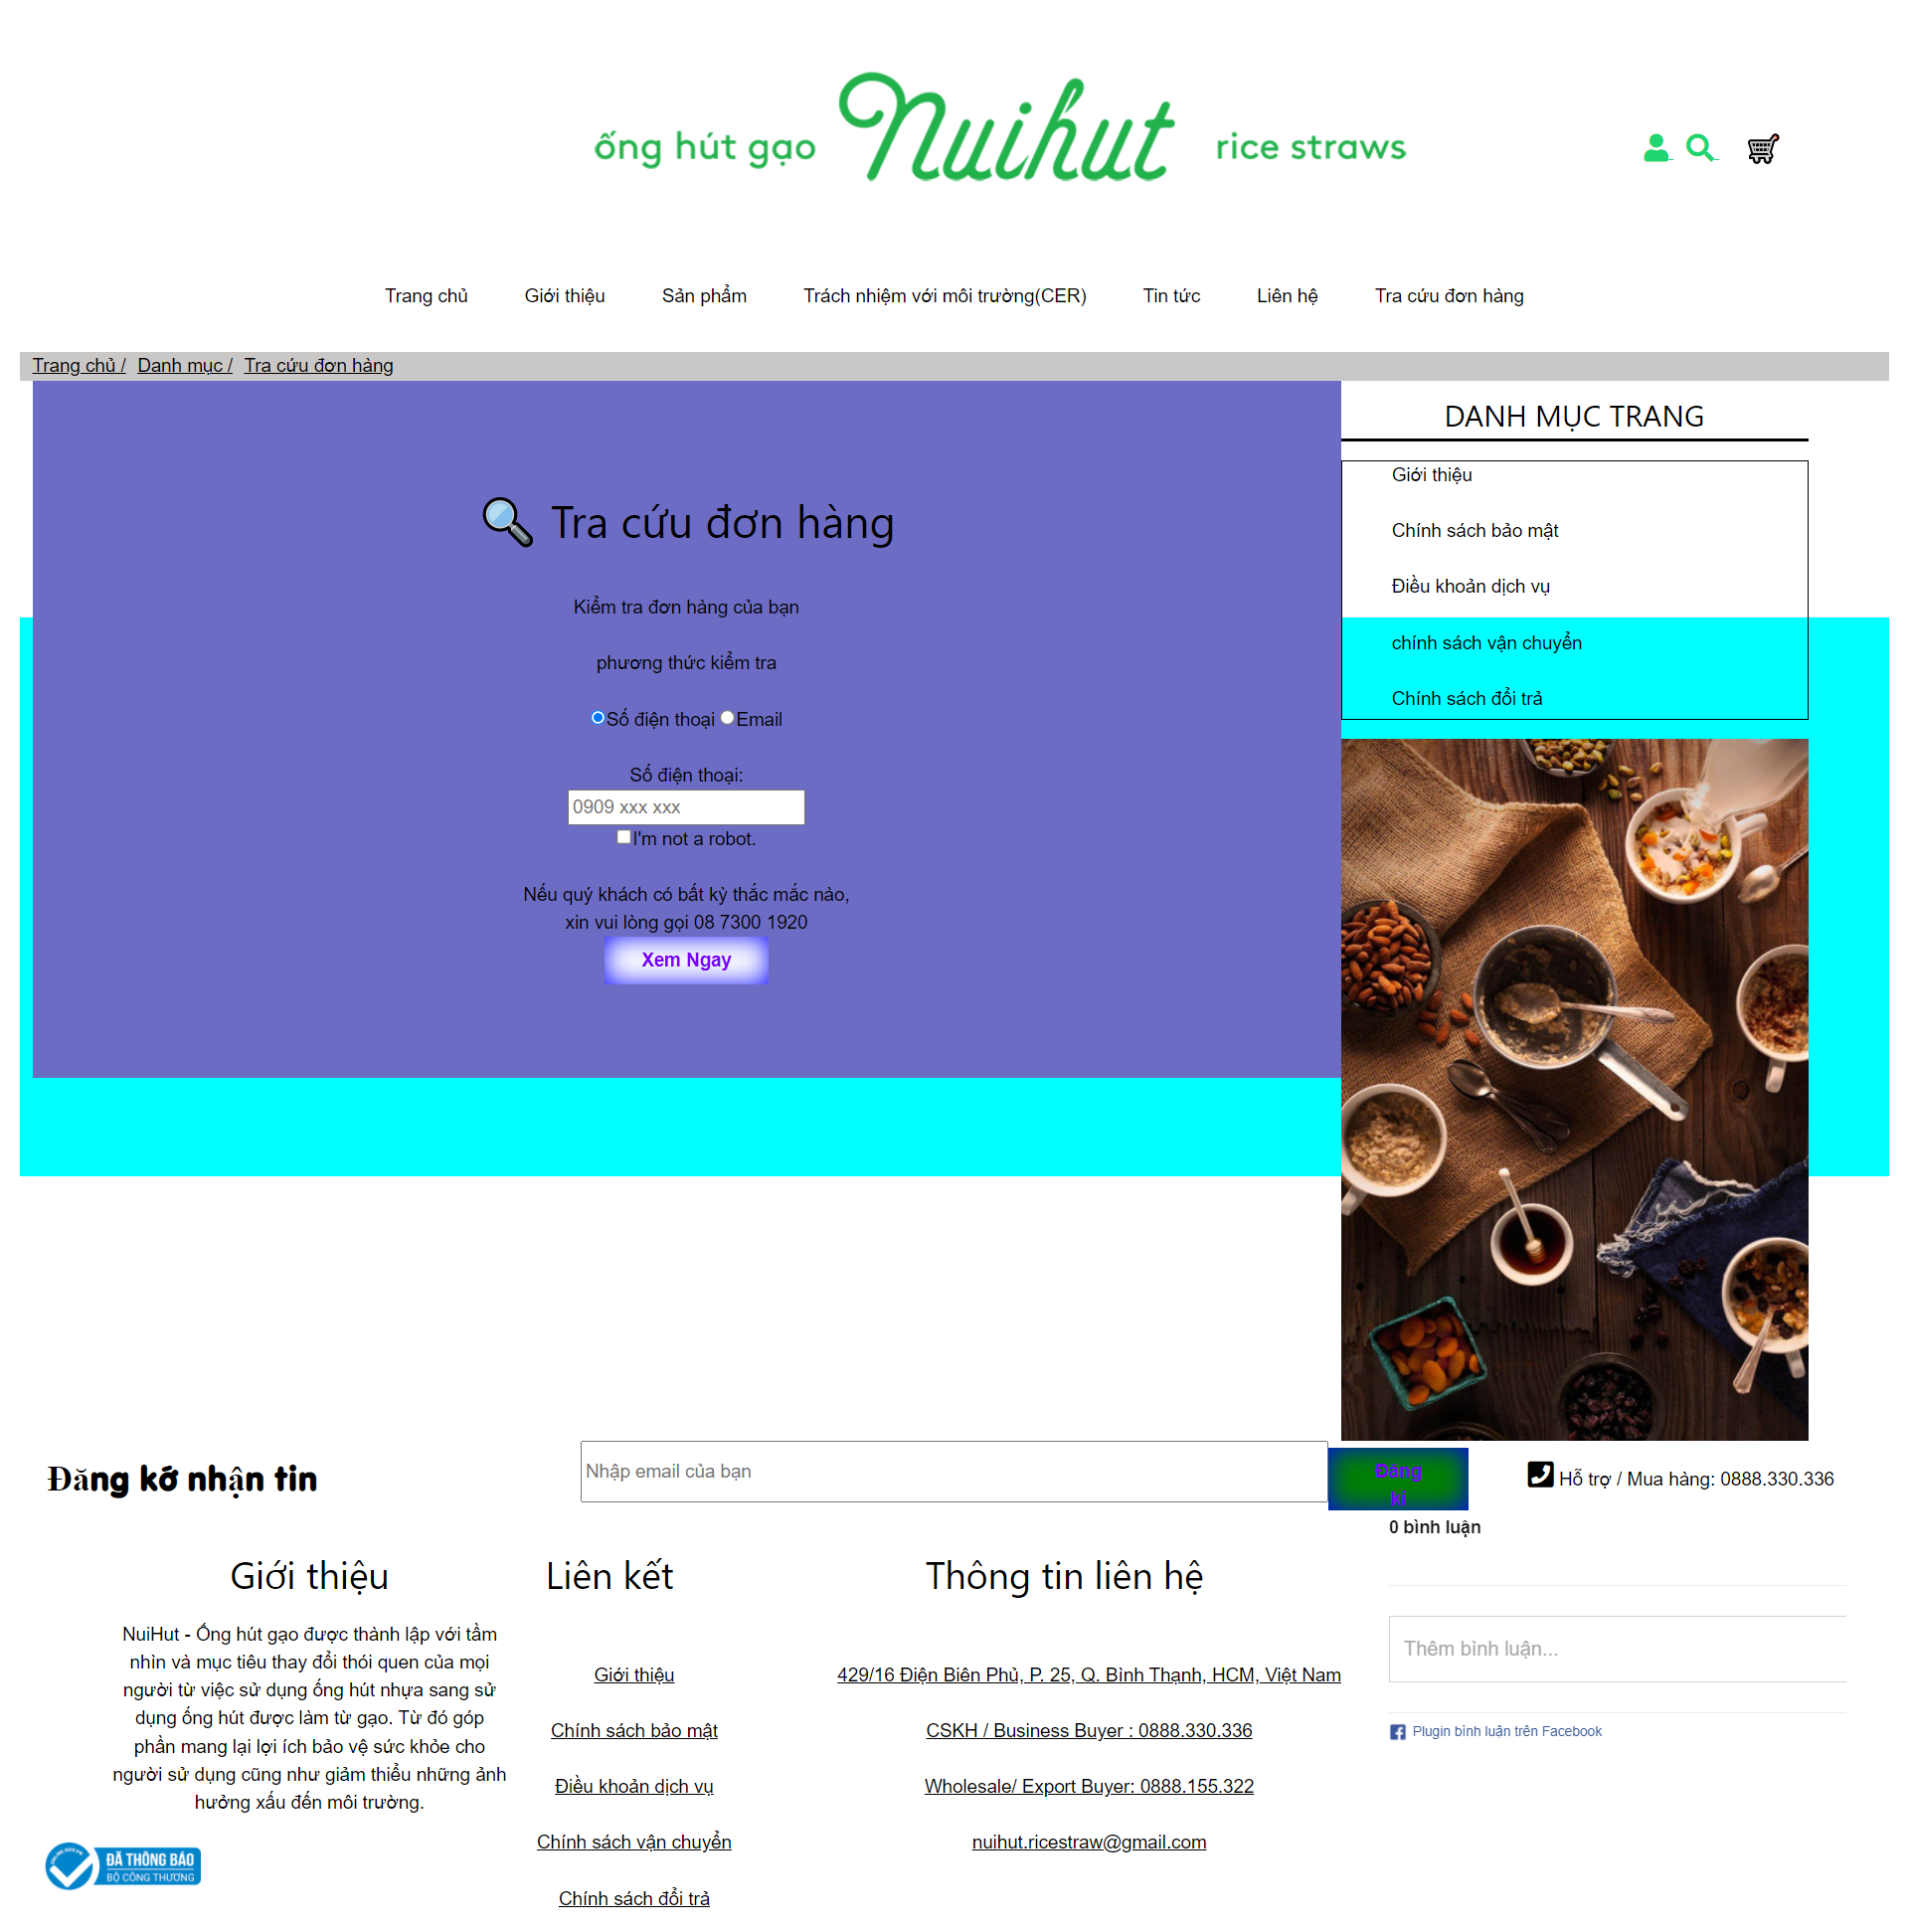 ống hút gạo Nuihut rice straws
Trang chủ Giới thiệu Sản phẩm Trách nhiệm với môi trường(CER) Tin tức Liên hệ Tra cứu đơn hàng
Trang chủ / Danh mục / Tra cứu đơn hàng
Tra cứu đơn hàng
Kiểm tra đơn hàng của bạn
phương thức kiểm tra
Số điện thoại Email
Số điện thoại:
0909 xxx xxx
I'm not a robot.
Nếu quý khách có bất kỳ thắc mắc nào,
xin vui lòng gọi 08 7300 1920
Xem Ngay
DANH MỤC TRANG
Giới thiệu
Chính sách bảo mật
Điều khoản dịch vụ
chính sách vận chuyển
Chính sách đổi trả
Đăng kớ nhận tin
Nhập email của bạn
Đăng
kí
Hỗ trợ / Mua hàng: 0888.330.336
Giới thiệu
NuiHut - Ống hút gạo được thành lập với tầm
nhìn và mục tiêu thay đổi thói quen của mọi
người từ việc sử dụng ống hút nhựa sang sử
dụng ống hút được làm từ gạo. Từ đó góp
phần mang lại lợi ích bảo vệ sức khỏe cho
người sử dụng cũng như giảm thiểu những ảnh
hưởng xấu đến môi trường.
ONLINE.GOV.VN
ĐÃ THÔNG BÁO
BỘ CÔNG THƯƠNG
Liên kết
Giới thiệu
Chính sách bảo mật
Điều khoản dịch vụ
Chính sách vận chuyển
Chính sách đổi trả
Thông tin liên hệ
429/16 Điện Biên Phủ, P. 25, Q. Bình Thạnh, HCM, Việt Nam
CSKH / Business Buyer : 0888.330.336
Wholesale/ Export Buyer: 0888.155.322
nuihut.ricestraw@gmail.com
0 bình luận
Thêm bình luận...
Plugin bình luận trên Facebook